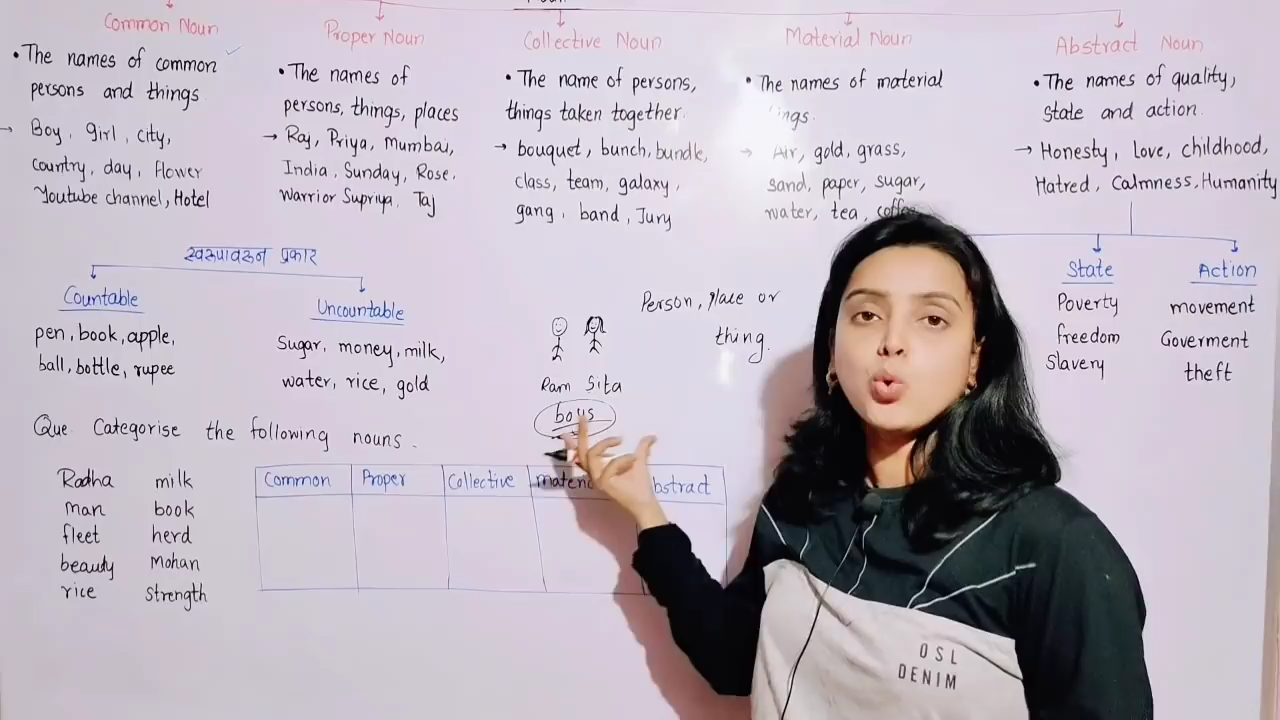 Common Noun
• The names of common
persons and things
→ Boy, girl, city,
country, day, flower
Youtube channel, Hotel
Proper Noun
• The names of
persons, things, places
→ Raj, Priya, Mumbai,
India, Sunday, Rose,
Warrior Supriya, Taj
Collective Noun
• The name of persons,
things taken together.
→ bouquet, bunch, bundle,
class, team, galaxy,
gang, band, Jury
Material Noun
• The names of material
→ Air, gold, grass,
sand, paper, sugar,
water, tea, coffee
Abstract Noun
• The names of quality,
State and action.
→ Honesty, Love, childhood,
Hatred, Calmness, Humanity
State
Poverty
freedom
Slavery
Action
movement
Goverment
theft
स्वरूपावरून प्रकार
Countable
pen, book, apple,
ball, bottle, rupee
Uncountable
Sugar, money, milk,
water, rice, gold
Person, place or
thing.
Ram Sita
boys
Que Categorise the following nouns.
Radha milk
man book
fleet herd
beauty Mohan
rice strength
Common Proper Collective
OSL
DENIM